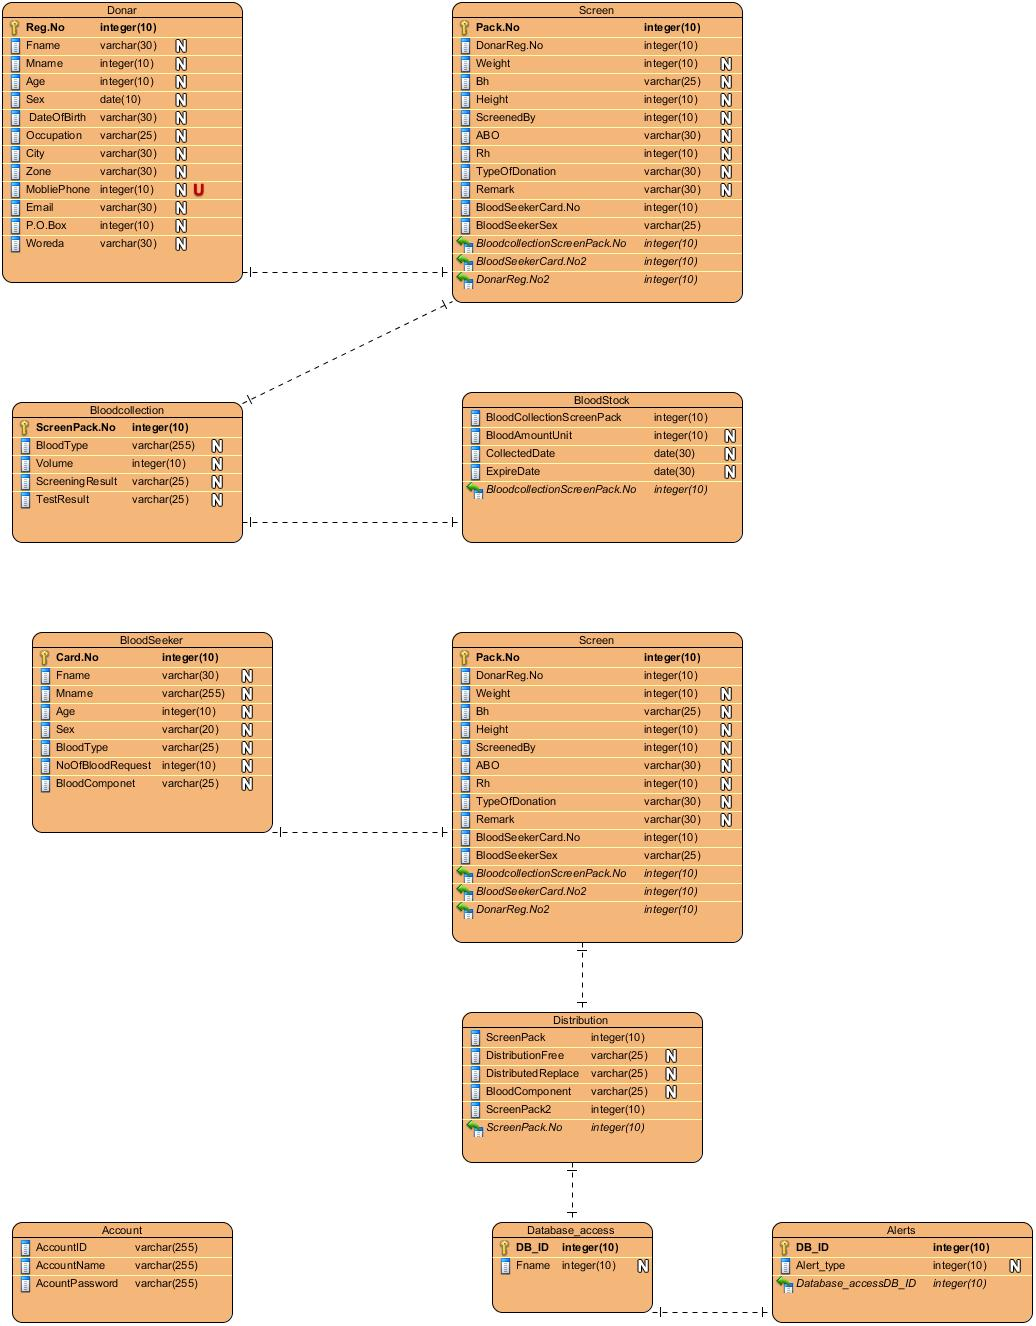 Donar
Reg.No integer(10)
Fname varchar(30) N
Mname integer(10) N
Age integer(10) N
Sex date(10) N
DateOfBirth varchar(30) N
Occupation varchar(25) N
City varchar(30) N
Zone varchar(30) N
MobliePhone integer(10) N U
Email varchar(30) N
P.O.Box integer(10) N
Woreda varchar(30) N
Screen
Pack.No integer(10)
DonarReg.No integer(10)
Weight integer(10) N
Bh varchar(25) N
Height integer(10) N
ScreenedBy integer(10) N
ABO varchar(30) N
Rh integer(10) N
TypeOfDonation varchar(30) N
Remark varchar(30) N
BloodSeekerCard.No integer(10)
BloodSeekerSex varchar(25)
BloodcollectionScreenPack.No integer(10)
BloodSeekerCard.No2 integer(10)
DonarReg.No2 integer(10)
Bloodcollection
ScreenPack.No integer(10)
BloodType varchar(255) N
Volume integer(10) N
ScreeningResult varchar(25) N
TestResult varchar(25) N
BloodStock
BloodCollectionScreenPack integer(10)
BloodAmountUnit integer(10) N
CollectedDate date(30) N
ExpireDate date(30) N
BloodcollectionScreenPack.No integer(10)
BloodSeeker
Card.No integer(10)
Fname varchar(30) N
Mname varchar(255) N
Age integer(10) N
Sex varchar(20) N
BloodType varchar(25) N
NoOfBloodRequest integer(10) N
BloodComponet varchar(25) N
Screen
Pack.No integer(10)
DonarReg.No integer(10)
Weight integer(10) N
Bh varchar(25) N
Height integer(10) N
ScreenedBy integer(10) N
ABO varchar(30) N
Rh integer(10) N
TypeOfDonation varchar(30) N
Remark varchar(30) N
BloodSeekerCard.No integer(10)
BloodSeekerSex varchar(25)
BloodcollectionScreenPack.No integer(10)
BloodSeekerCard.No2 integer(10)
DonarReg.No2 integer(10)
Distribution
ScreenPack integer(10)
DistributionFree varchar(25) N
DistributedReplace varchar(25) N
BloodComponent varchar(25) N
ScreenPack2 integer(10)
ScreenPack.No integer(10)
Account
AccountID varchar(255)
AccountName varchar(255)
AcountPassword varchar(255)
Database_access
DB_ID integer(10)
Fname integer(10) N
Alerts
DB_ID integer(10)
Alert_type integer(10) N
Database_accessDB_ID integer(10)